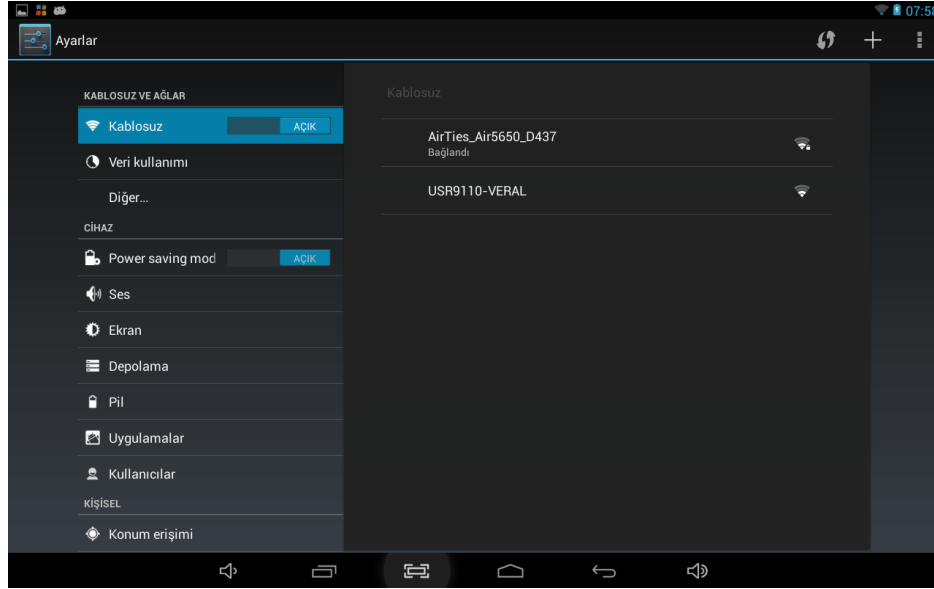 07:58
Ayarlar
KABLOSUZ VE AĞLAR
Kablosuz
AÇIK
Veri kullanımı
Diğer...
CİHAZ
Power saving mod
AÇIK
Ses
Ekran
Depolama
Pil
Uygulamalar
Kullanıcılar
KİŞİSEL
Konum erişimi
Kablosuz
AirTies_Air5650_D437
Bağlandı
USR9110-VERAL